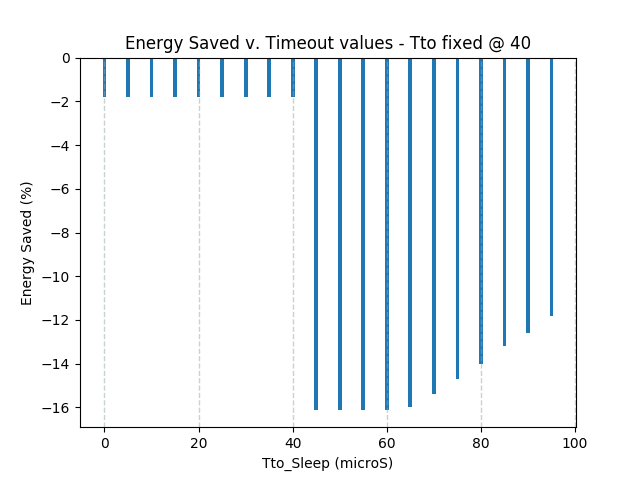 Energy Saved v. Timeout values - Tto fixed @ 40
0
−2
−4
−6
−8
−10
−12
−14
−16
Energy Saved (%)
0 20 40 60 80 100
Tto_Sleep (microS)